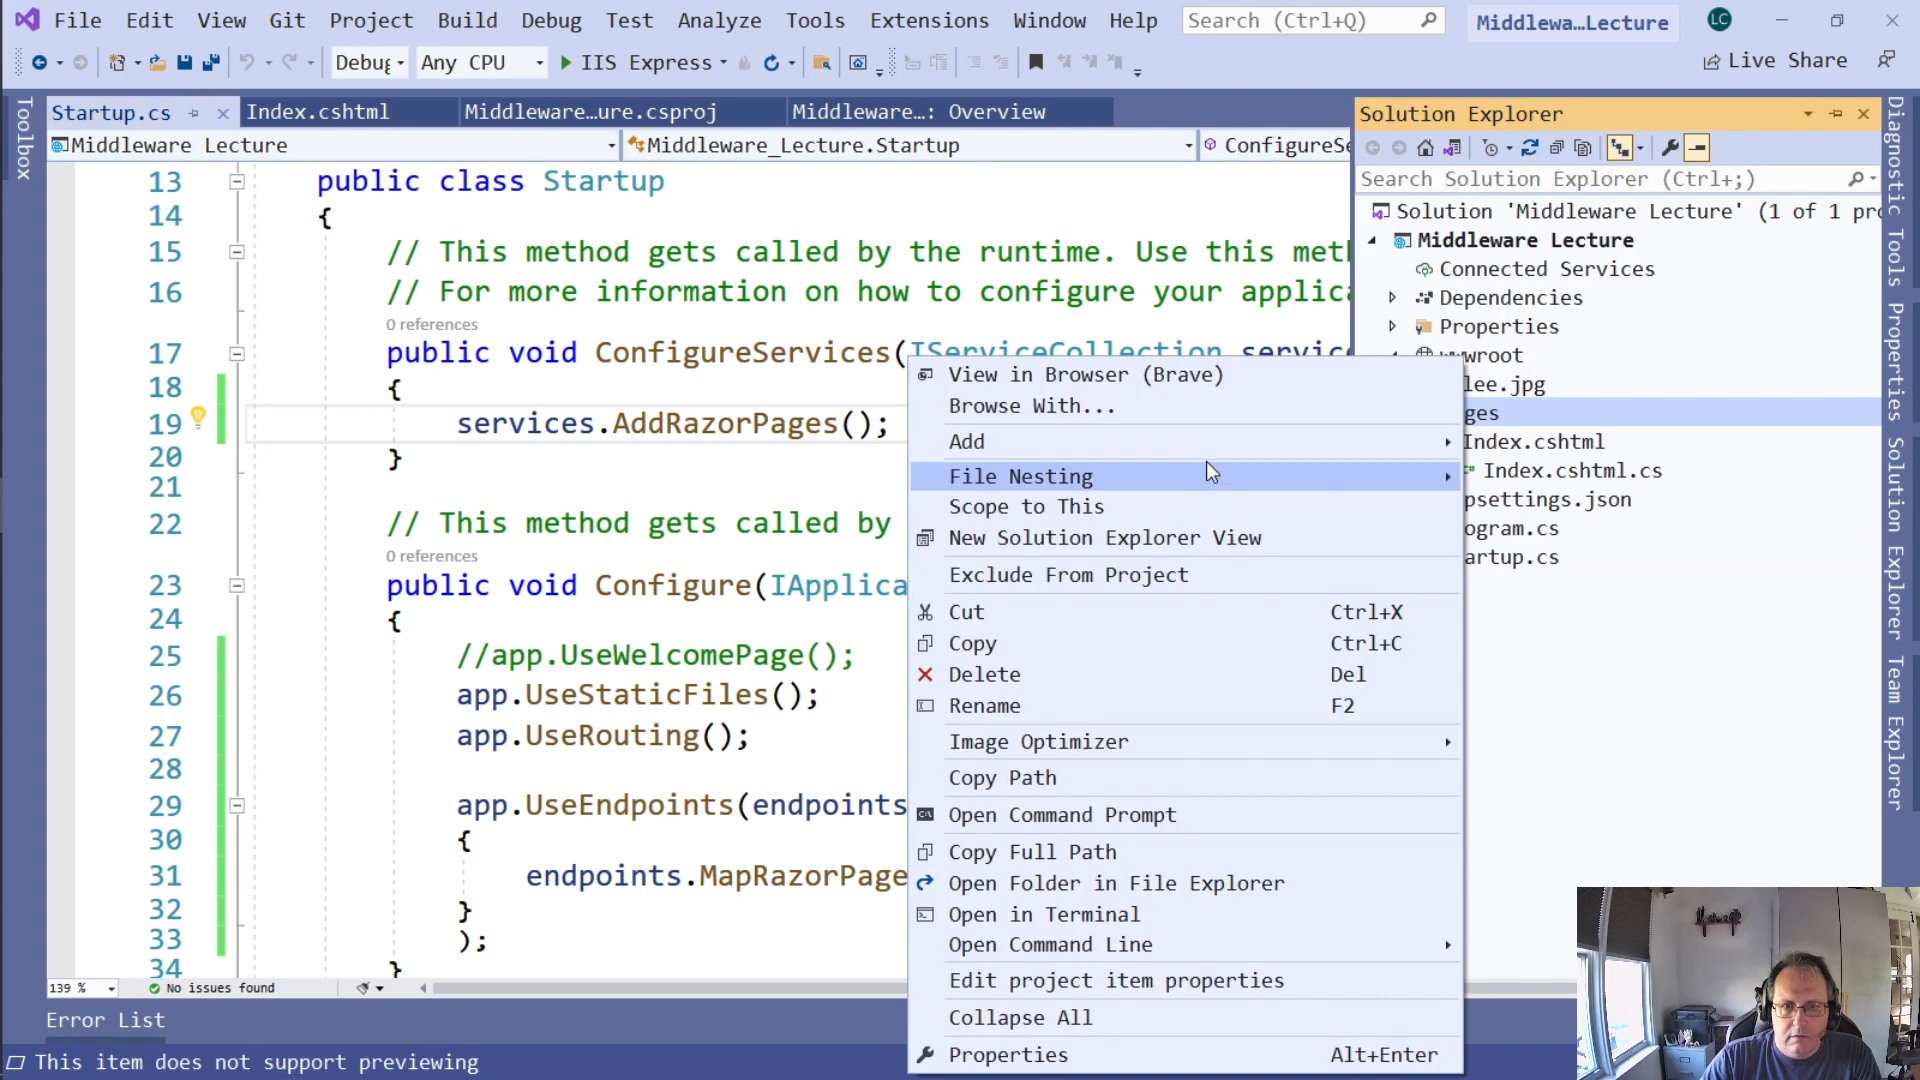 File Edit View Git Project Build Debug Test Analyze Tools Extensions Window Help Search (Ctrl+Q) Middlewa...Lecture LC
Debug Any CPU IIS Express Live Share
Toolbox
Startup.cs Index.cshtml Middleware...ure.csproj Middleware...: Overview
Middleware Lecture Middleware_Lecture.Startup ConfigureSe
13 public class Startup
14 {
15 // This method gets called by the runtime. Use this meth
16 // For more information on how to configure your applica
0 references
17 public void ConfigureServices(IServiceCollection service
18 {
19 services.AddRazorPages();
20 }
21
22 // This method gets called by
0 references
23 public void Configure(IApplica
24 {
25 //app.UseWelcomePage();
26 app.UseStaticFiles();
27 app.UseRouting();
28
29 app.UseEndpoints(endpoints
30 {
31 endpoints.MapRazorPage
32 }
33 );
34 }
139 % No issues found
Error List
This item does not support previewing
View in Browser (Brave)
Browse With...
Add
File Nesting
Scope to This
New Solution Explorer View
Exclude From Project
Cut Ctrl+X
Copy Ctrl+C
Delete Del
Rename F2
Image Optimizer
Copy Path
Open Command Prompt
Copy Full Path
Open Folder in File Explorer
Open in Terminal
Open Command Line
Edit project item properties
Collapse All
Properties Alt+Enter
Solution Explorer
Search Solution Explorer (Ctrl+;)
Solution 'Middleware Lecture' (1 of 1 pro
Middleware Lecture
Connected Services
Dependencies
Properties
wwwroot
lee.jpg
ges
Index.cshtml
Index.cshtml.cs
psettings.json
ogram.cs
artup.cs
Diagnostic Tools
Properties
Solution Explorer
Team Explorer